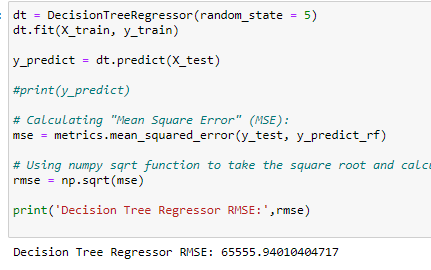 dt = DecisionTreeRegressor(random_state = 5)
dt.fit(X_train, y_train)
y_predict = dt.predict(X_test)
#print(y_predict)
# Calculating "Mean Square Error" (MSE):
mse = metrics.mean_squared_error(y_test, y_predict_rf)
# Using numpy sqrt function to take the square root and calcu
rmse = np.sqrt(mse)
print('Decision Tree Regressor RMSE:',rmse)
Decision Tree Regressor RMSE: 65555.94010404717